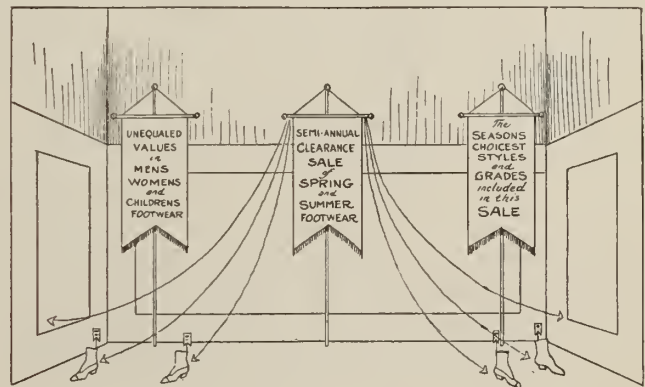 UNEQUALED
VALUES
in
MENS
WOMENS
and
CHILDRENS
FOOTWEAR
SEMI-ANNUAL
CLEARANCE
SALE
of
SPRING
and
SUMMER
FOOTWEAR
The
SEASONS
CHOICEST
STYLES
and
GRADES
included
in this
SALE